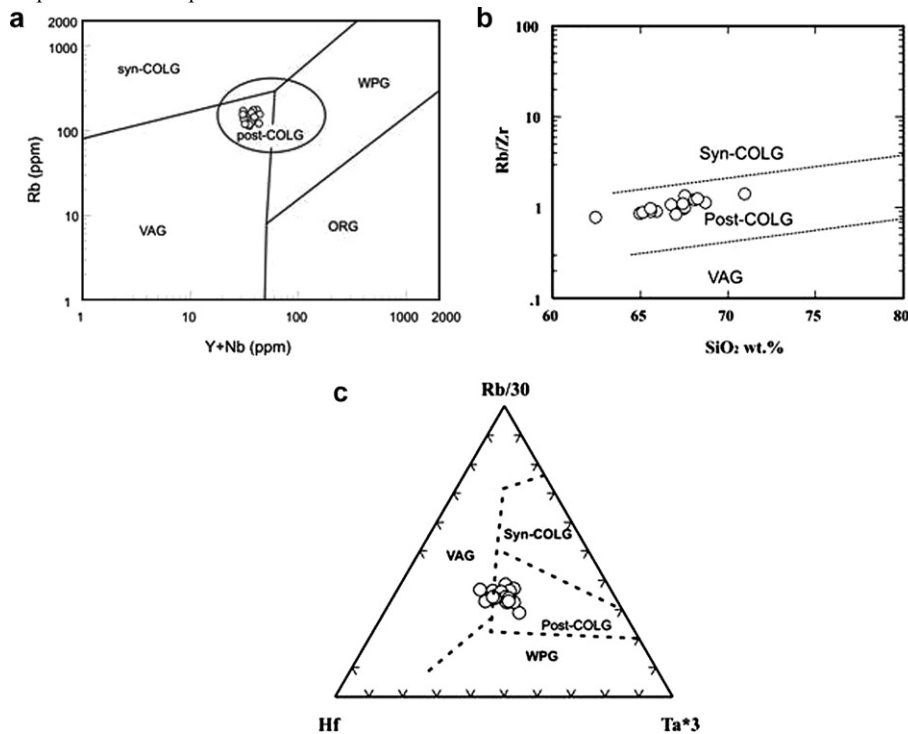 a
2000
1000
100
10
1
Rb (ppm)
syn-COLG
WPG
post-COLG
VAG
ORG
1
10
100
1000
2000
Y+Nb (ppm)
b
100
10
1
.1
Rb/Zr
Syn-COLG
Post-COLG
VAG
60
65
70
75
80
SiO₂ wt.%
c
Rb/30
Syn-COLG
VAG
Post-COLG
WPG
Hf
Ta*3